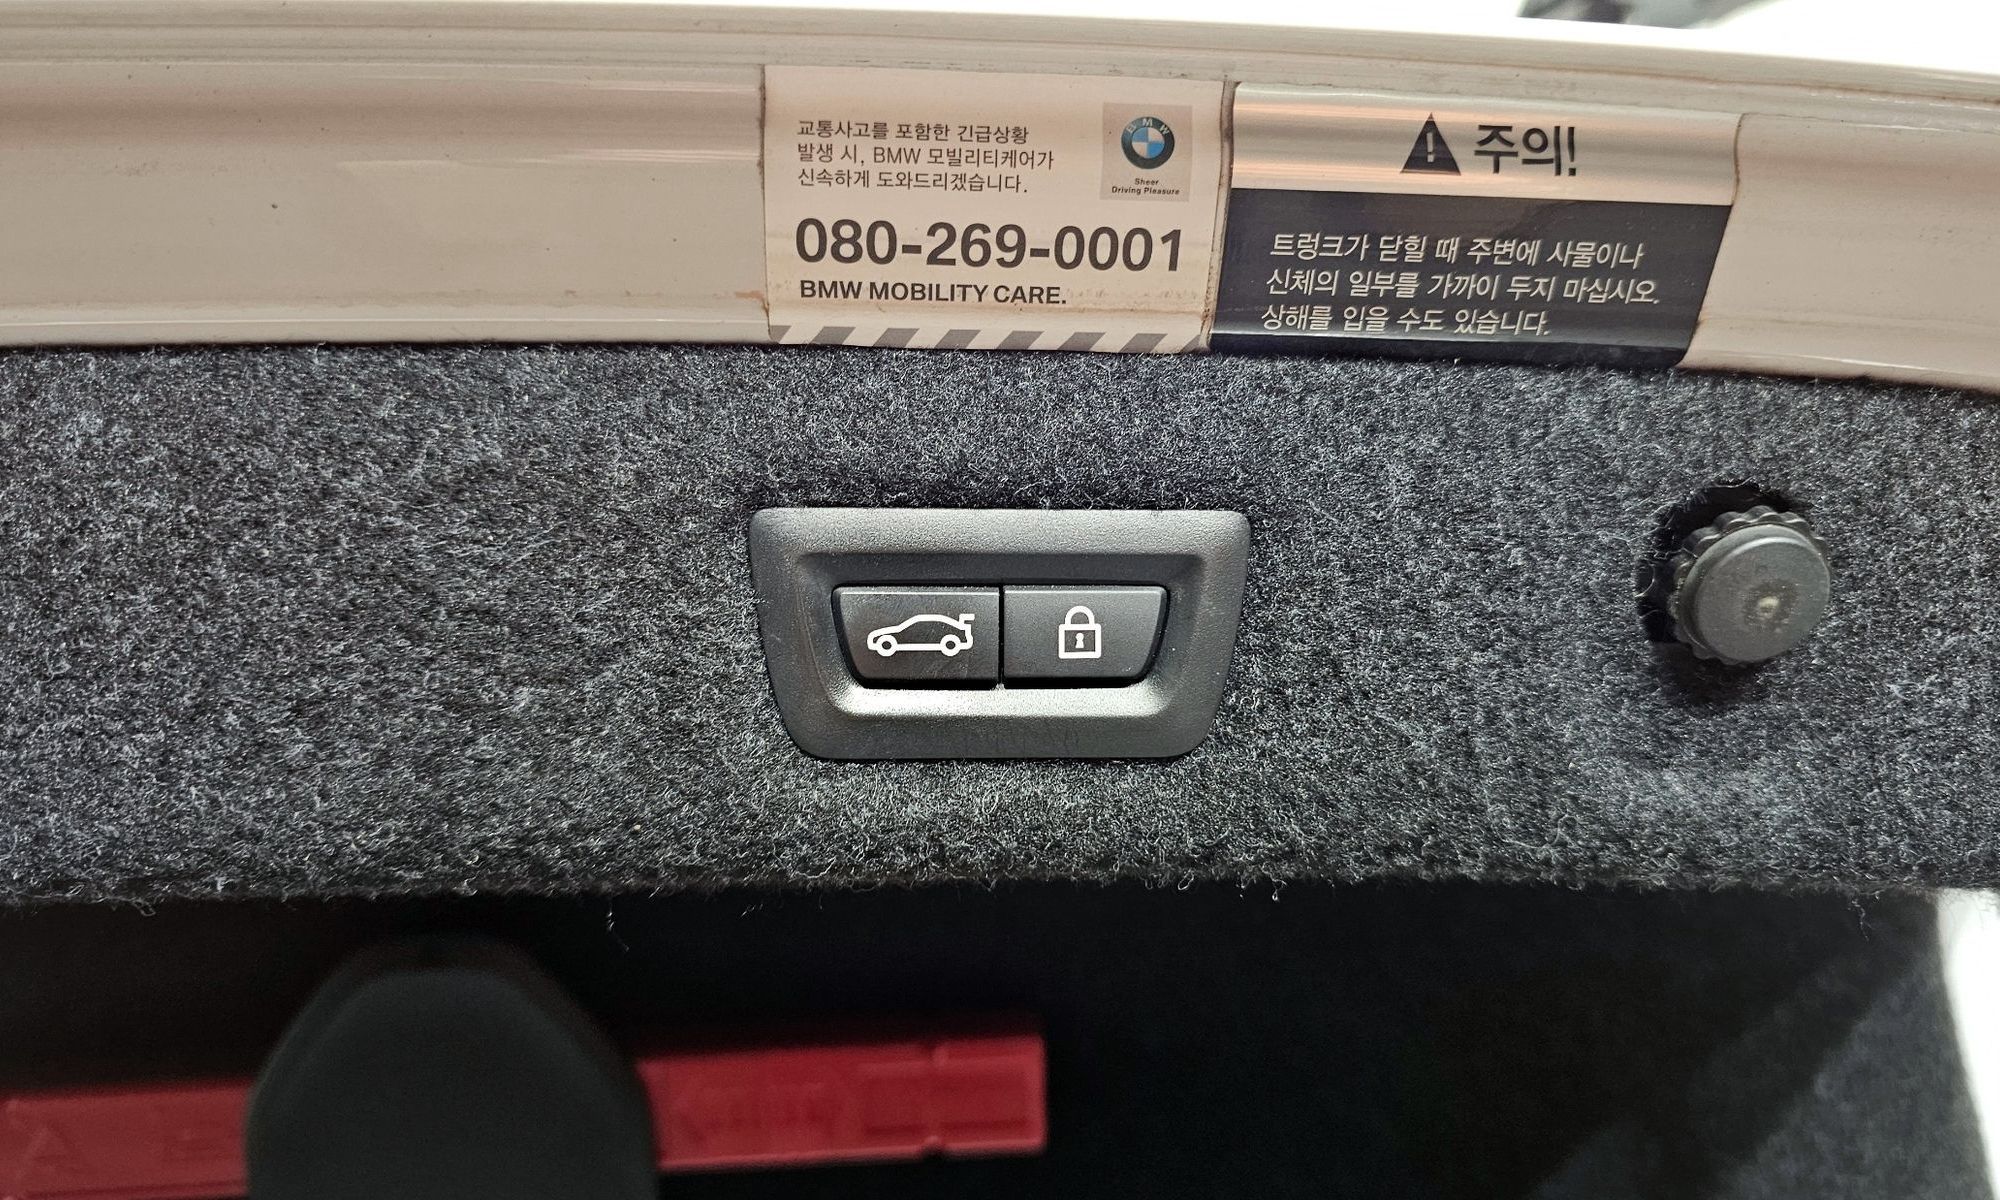 교통사고를 포함한 긴급상황
발생 시, BMW 모빌리티케어가
신속하게 도와드리겠습니다.
BMW
Sheer
Driving Pleasure
080-269-0001
BMW MOBILITY CARE.
주의!
트렁크가 닫힐 때 주변에 사물이나
신체의 일부를 가까이 두지 마십시오.
상해를 입을 수도 있습니다.